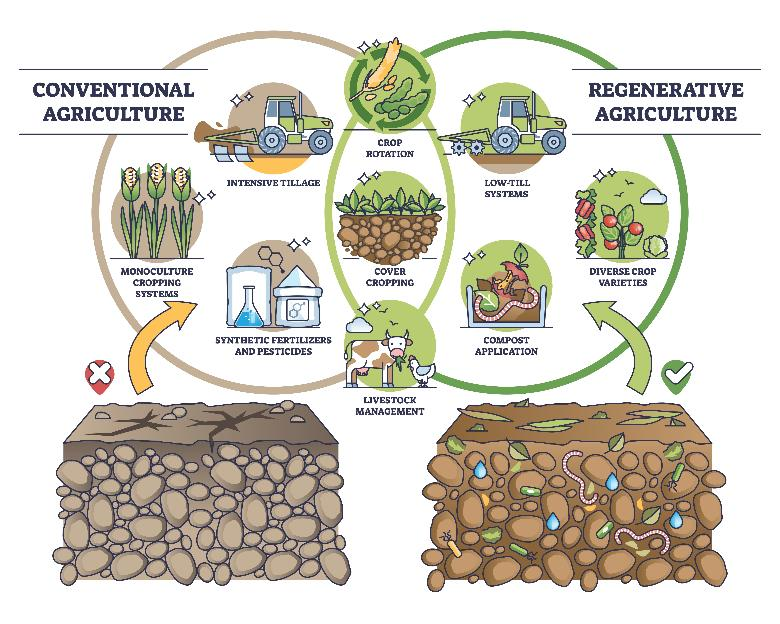 CONVENTIONAL
AGRICULTURE
REGENERATIVE
AGRICULTURE
CROP
ROTATION
INTENSIVE TILLAGE
LOW-TILL
SYSTEMS
MONOCULTURE
CROPPING
SYSTEMS
COVER
CROPPING
DIVERSE CROP
VARIETIES
SYNTHETIC FERTILIZERS
AND PESTICIDES
COMPOST
APPLICATION
LIVESTOCK
MANAGEMENT